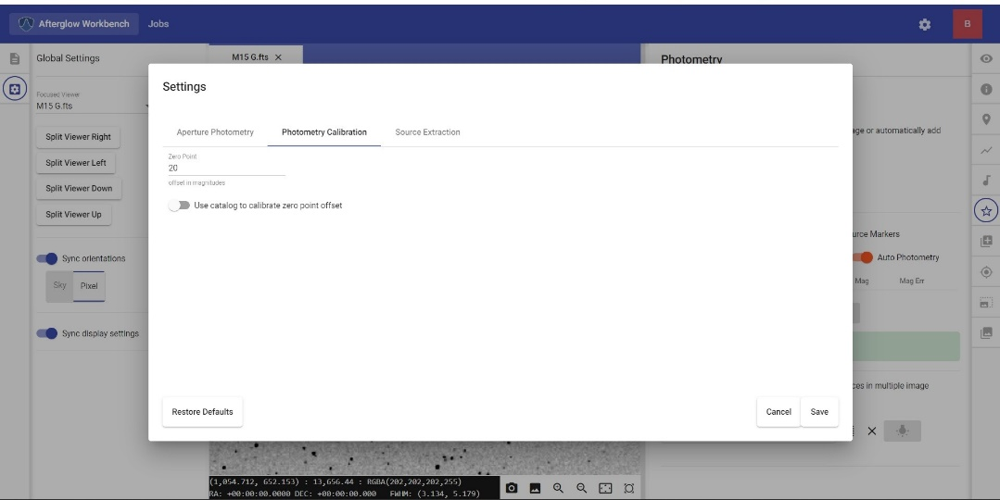 Afterglow Workbench
Jobs
B
Global Settings
M15 G.fts ×
Photometry
Focused Viewer
M15 G.fts
Split Viewer Right
Split Viewer Left
Split Viewer Down
Split Viewer Up
Sync orientations
Sky
Pixel
Sync display settings
Settings
Aperture Photometry
Photometry Calibration
Source Extraction
Zero Point
20
offset in magnitudes
Use catalog to calibrate zero point offset
Restore Defaults
Cancel
Save
age or automatically add
urce Markers
Auto Photometry
Mag
Mag Err
ces in multiple image
(1,054.712, 652.153) : 13,656.44 : RGBA(202,202,202,255)
RA: +00:00:00.0000 DEC: +00:00:00.000 FWHM: (3.134, 5.179)